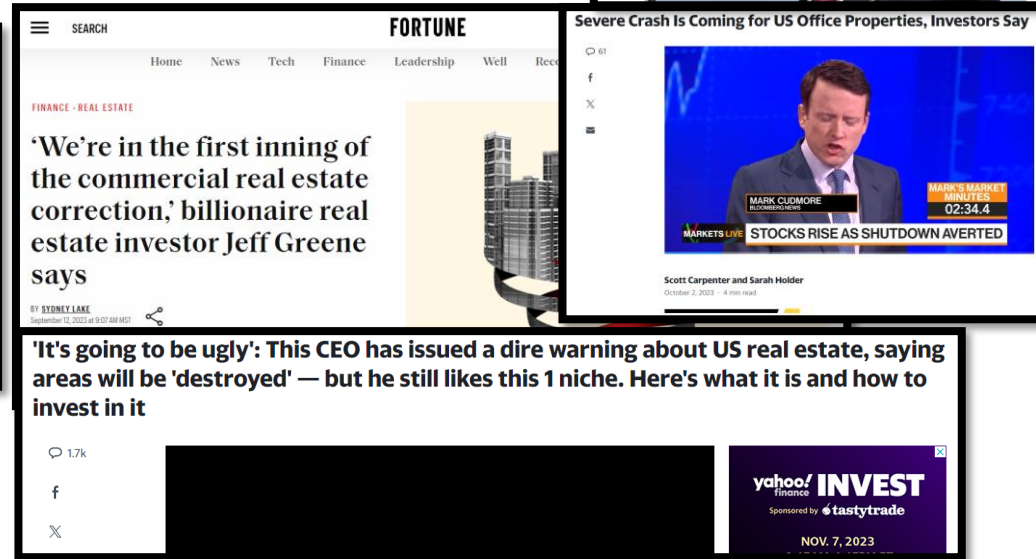 SEARCH
FORTUNE
Home News Tech Finance Leadership Well
FINANCE · REAL ESTATE
‘We’re in the first inning of
the commercial real estate
correction,’ billionaire real
estate investor Jeff Greene
says
BY SYDNEY LAKE
September 12, 2023 at 9:07 AM MST
Severe Crash Is Coming for US Office Properties, Investors Say
61
740
MARK CUDMORE
BLOOMBERG NEWS
MARK'S MARKET
MINUTES
02:34.4
MARKETS LIVE STOCKS RISE AS SHUTDOWN AVERTED
Scott Carpenter and Sarah Holder
October 2, 2023 · 4 min read
'It's going to be ugly': This CEO has issued a dire warning about US real estate, saying
areas will be 'destroyed' — but he still likes this 1 niche. Here's what it is and how to
invest in it
1.7k
yahoo! finance INVEST
Sponsored by tastytrade
NOV. 7, 2023